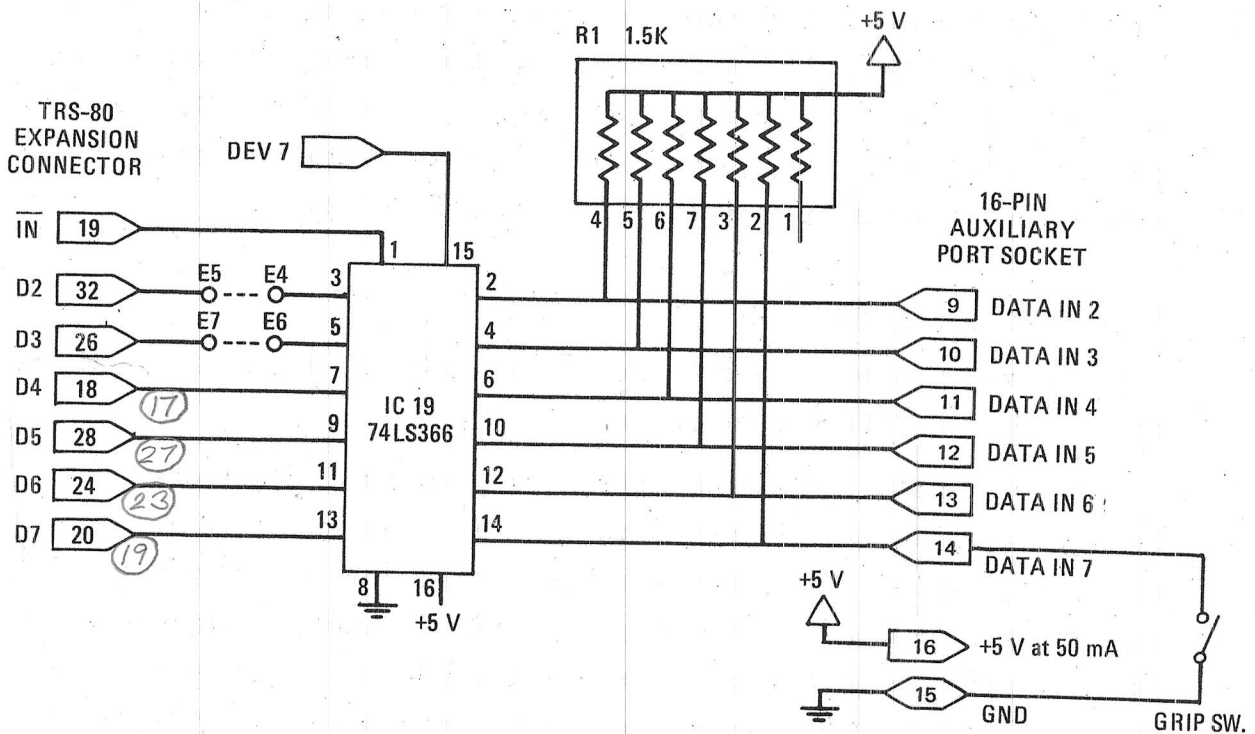 +5 V
R1 1.5K
TRS-80
EXPANSION
CONNECTOR
DEV 7
4 5 6 7 3 2 1
16-PIN
AUXILIARY
PORT SOCKET
IN 19
1 15
D2 32 E5 E4 3
2 9 DATA IN 2
D3 26 E7 E6 5
4 10 DATA IN 3
D4 18 7
17
6 11 DATA IN 4
IC 19
74LS366
D5 28 9
27
10 12 DATA IN 5
D6 24 11
23
12 13 DATA IN 6
D7 20 13
19
14 14 DATA IN 7
8 16
+5 V
+5 V
16 +5 V at 50 mA
15 GND
GRIP SW.